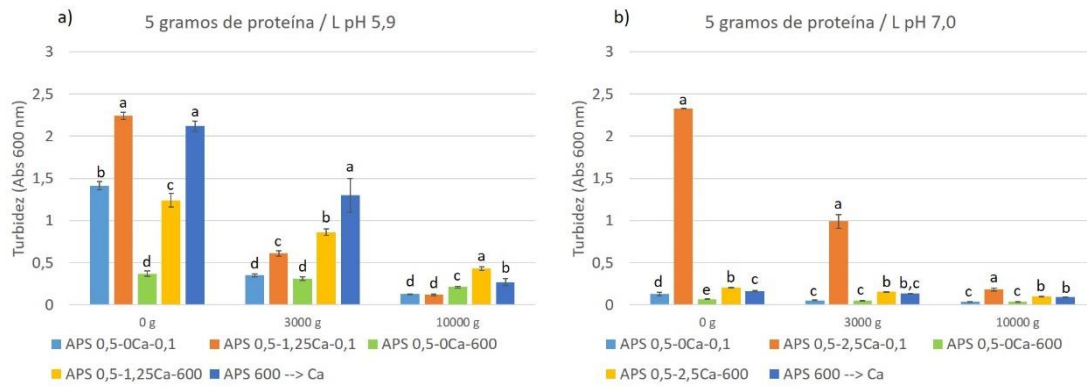 a)
5 gramos de proteína / L pH 5,9
Turbidez (Abs 600 nm)
3
2,5
2
1,5
1
0,5
0
b
a
d
c
a
d
c
d
b
a
d
d
c
a
b
0 g
3000 g
10000 g
APS 0,5-0Ca-0,1
APS 0,5-1,25Ca-0,1
APS 0,5-0Ca-600
APS 0,5-1,25Ca-600
APS 600 --> Ca
b)
5 gramos de proteína / L pH 7,0
Turbidez (Abs 600 nm)
3
2,5
2
1,5
1
0,5
0
d
a
e
b
c
c
a
c
b
b,c
c
a
c
b
b
0 g
3000 g
10000 g
APS 0,5-0Ca-0,1
APS 0,5-2,5Ca-0,1
APS 0,5-0Ca-600
APS 0,5-2,5Ca-600
APS 600 --> Ca